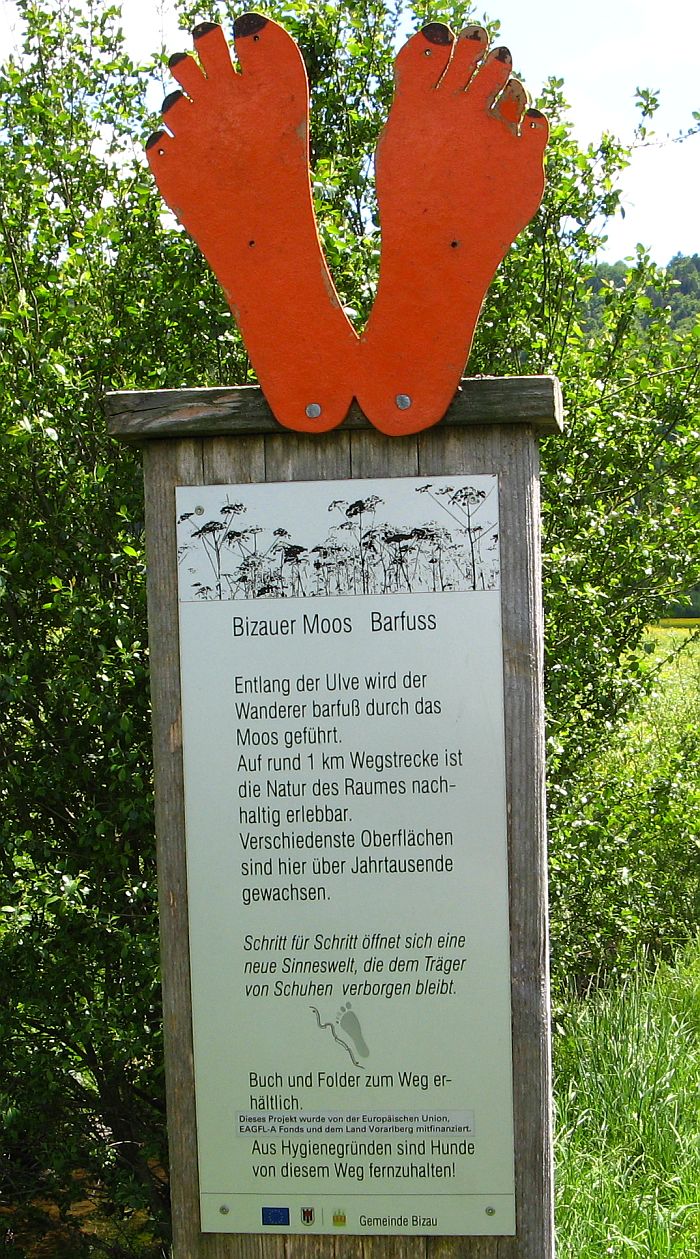 Bizauer Moos Barfuss
Entlang der Ulve wird der
Wanderer barfuß durch das
Moos geführt.
Auf rund 1 km Wegstrecke ist
die Natur des Raumes nach-
haltig erlebbar.
Verschiedenste Oberflächen
sind hier über Jahrtausende
gewachsen.
Schritt für Schritt öffnet sich eine
neue Sinneswelt, die dem Träger
von Schuhen verborgen bleibt.
Buch und Folder zum Weg er-
hältlich.
Dieses Projekt wurde von der Europäischen Union,
EAGFL-A Fonds und dem Land Vorarlberg mitfinanziert.
Aus Hygienegründen sind Hunde
von diesem Weg fernzuhalten!
Gemeinde Bizau